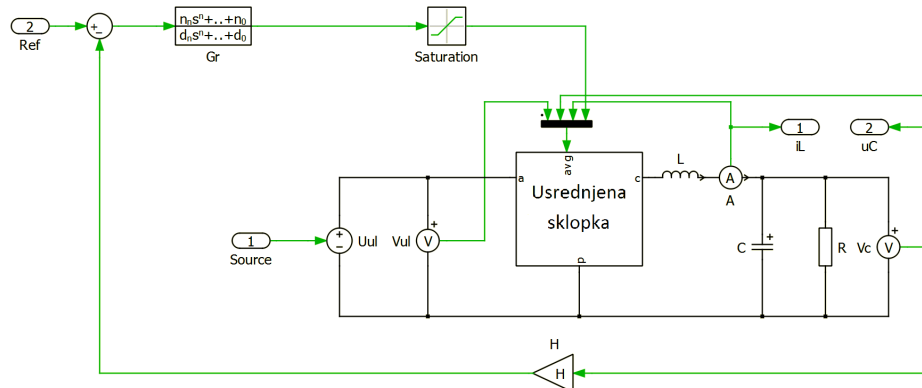 2
Ref
+
−
nₙsⁿ+..+n₀
dₙsⁿ+..+d₀
Gr
Saturation
1
iL
2
uC
avg
a
c
p
Usrednjena
sklopka
L
A
A
1
Source
+
−
Uul
Vul
+
V
C
+
R
Vc
+
V
H
H